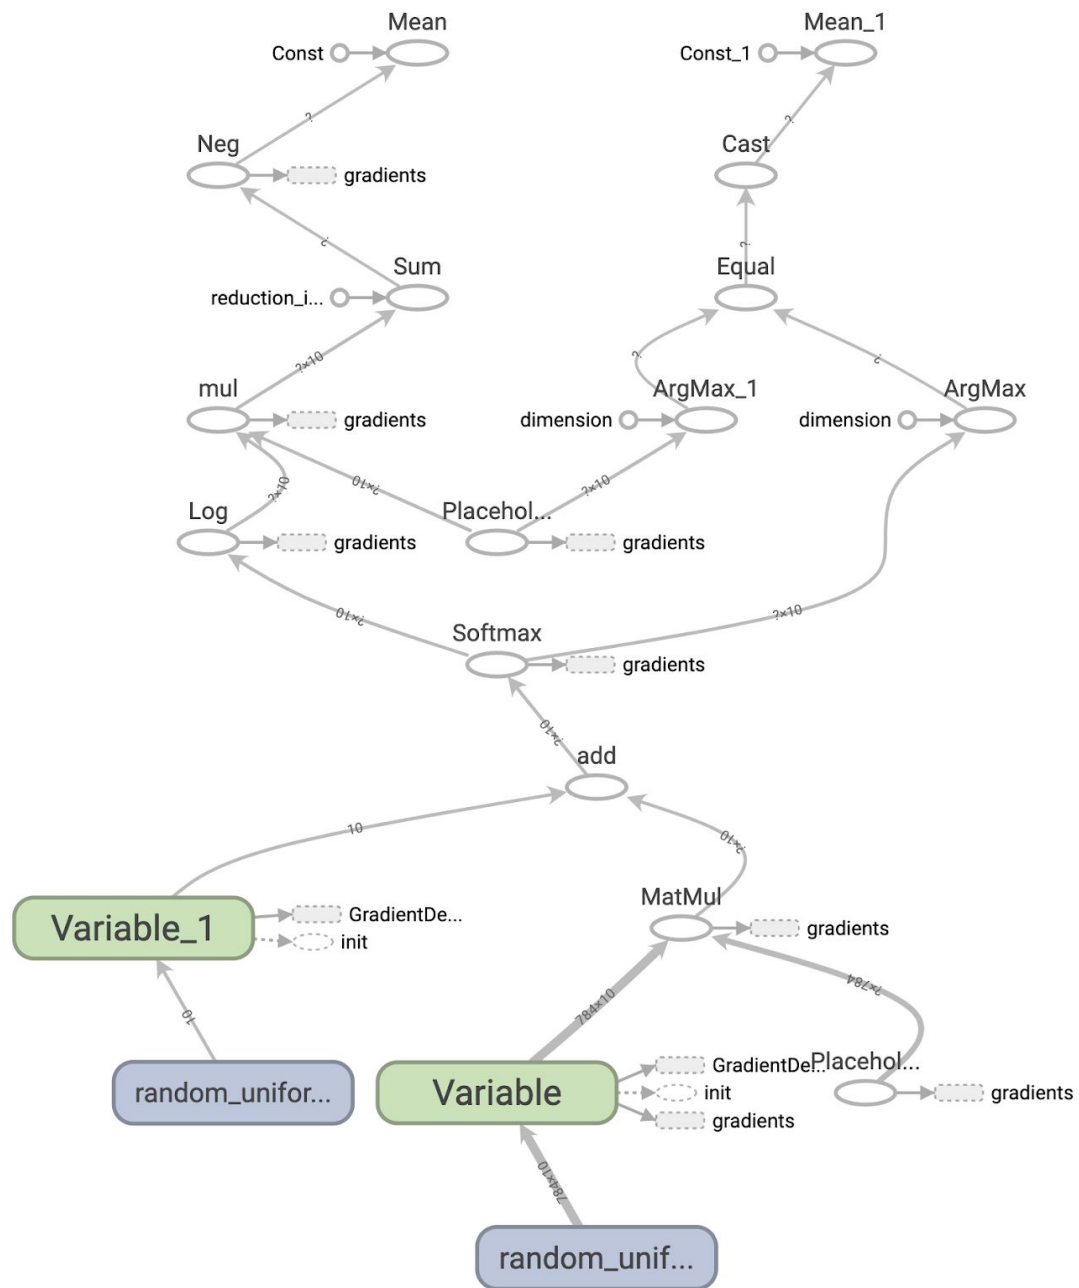 Mean
Mean_1
Const
Const_1
?
?
Neg
Cast
gradients
?
?
Sum
Equal
reduction_i...
?×10
?
?
mul
ArgMax_1
ArgMax
gradients
dimension
dimension
?×10
?×10
?×10
Log
Placehol...
gradients
gradients
?×10
?×10
Softmax
gradients
?×10
add
10
?×10
MatMul
Variable_1
GradientDe...
init
gradients
?×784
784×10
10
random_unifor...
Variable
GradientDe...
Placehol...
init
gradients
gradients
784×10
random_unif...